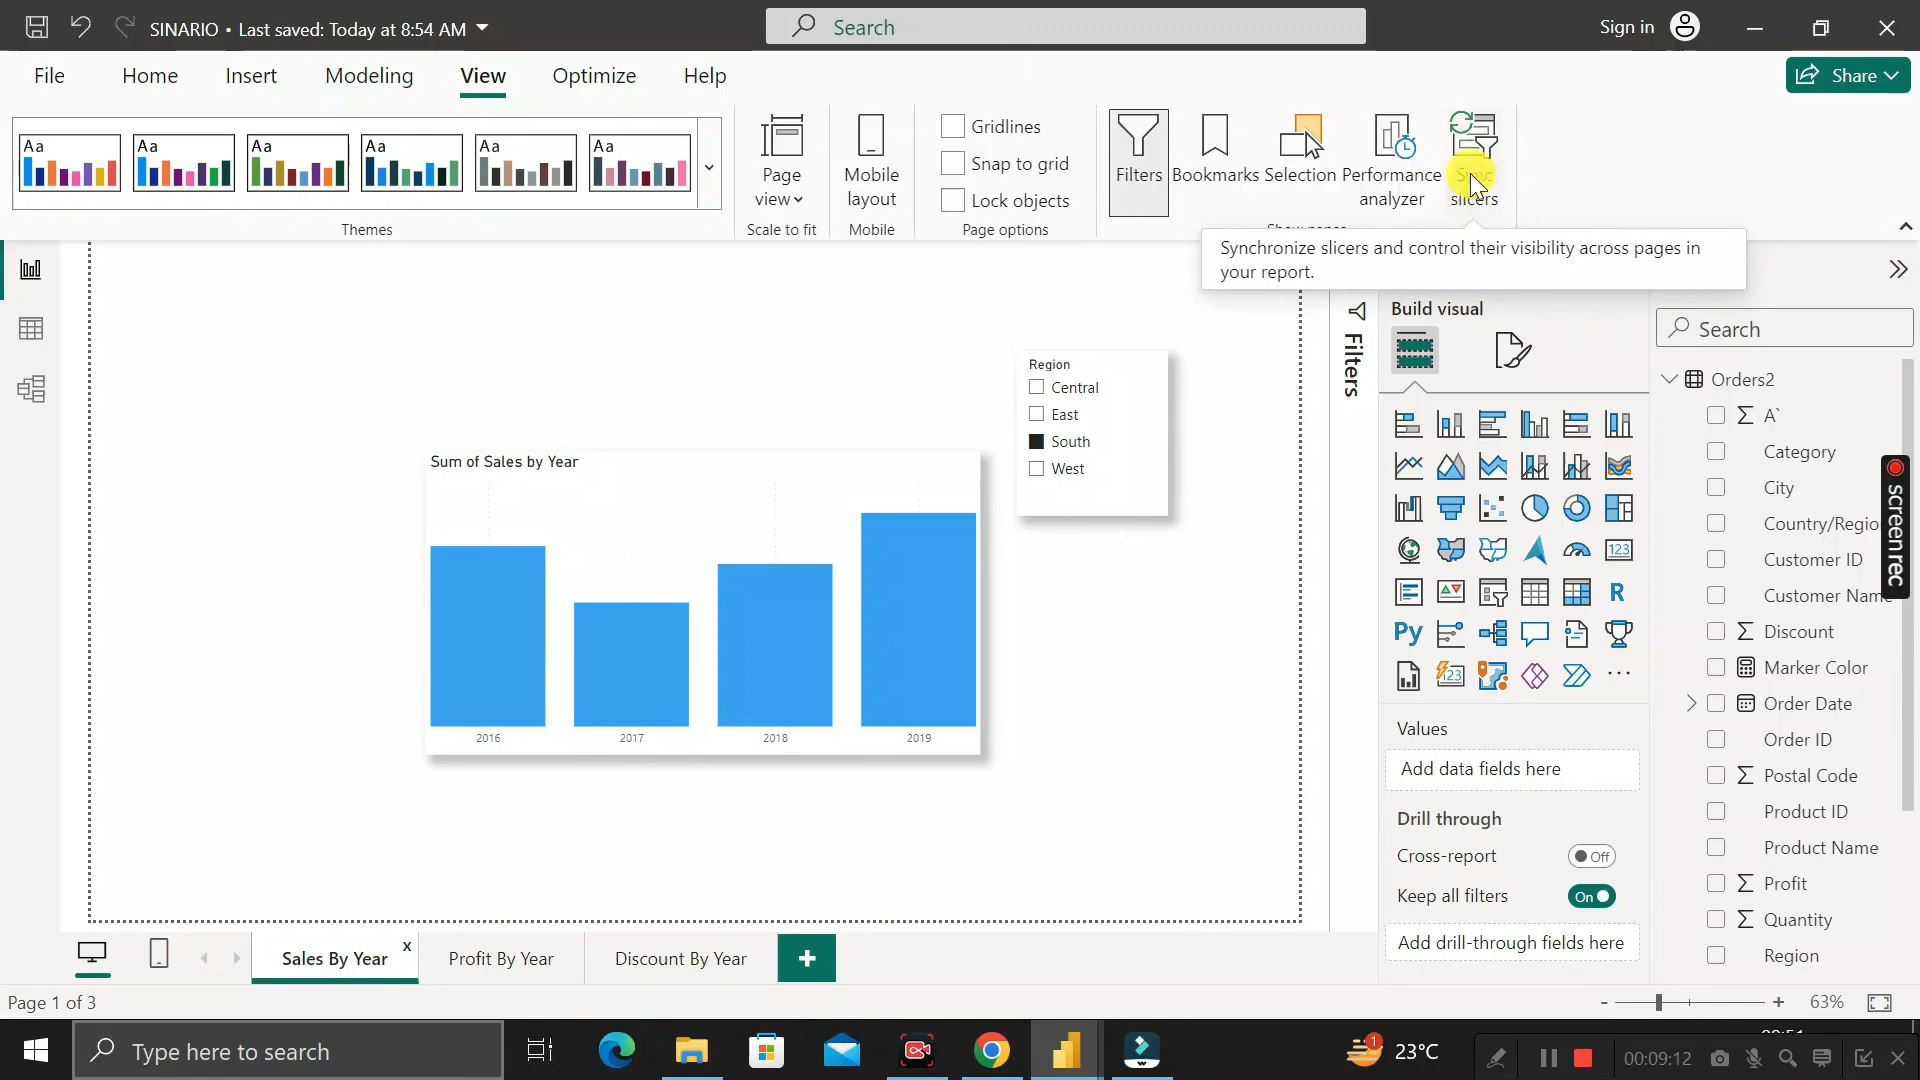 SINARIO • Last saved: Today at 8:54 AM
Search
Sign in
File
Home
Insert
Modeling
View
Optimize
Help
Share
Aa
Aa
Aa
Aa
Aa
Aa
Themes
Page view
Scale to fit
Mobile layout
Mobile
Gridlines
Snap to grid
Lock objects
Page options
Filters
Bookmarks
Selection
Performance analyzer
Sync slicers
Synchronize slicers and control their visibility across pages in
your report.
Region
Central
East
South
West
Sum of Sales by Year
2016
2017
2018
2019
Filters
Build visual
123
R
Py
123
Values
Add data fields here
Drill through
Cross-report
Off
Keep all filters
On
Add drill-through fields here
Search
Orders2
A`
Category
City
Country/Regio
Customer ID
Customer Name
Discount
Marker Color
Order Date
Order ID
Postal Code
Product ID
Product Name
Profit
Quantity
Region
screen rec
Sales By Year
x
Profit By Year
Discount By Year
+
Page 1 of 3
- + 63%
Type here to search
1
23°C
00:09:12